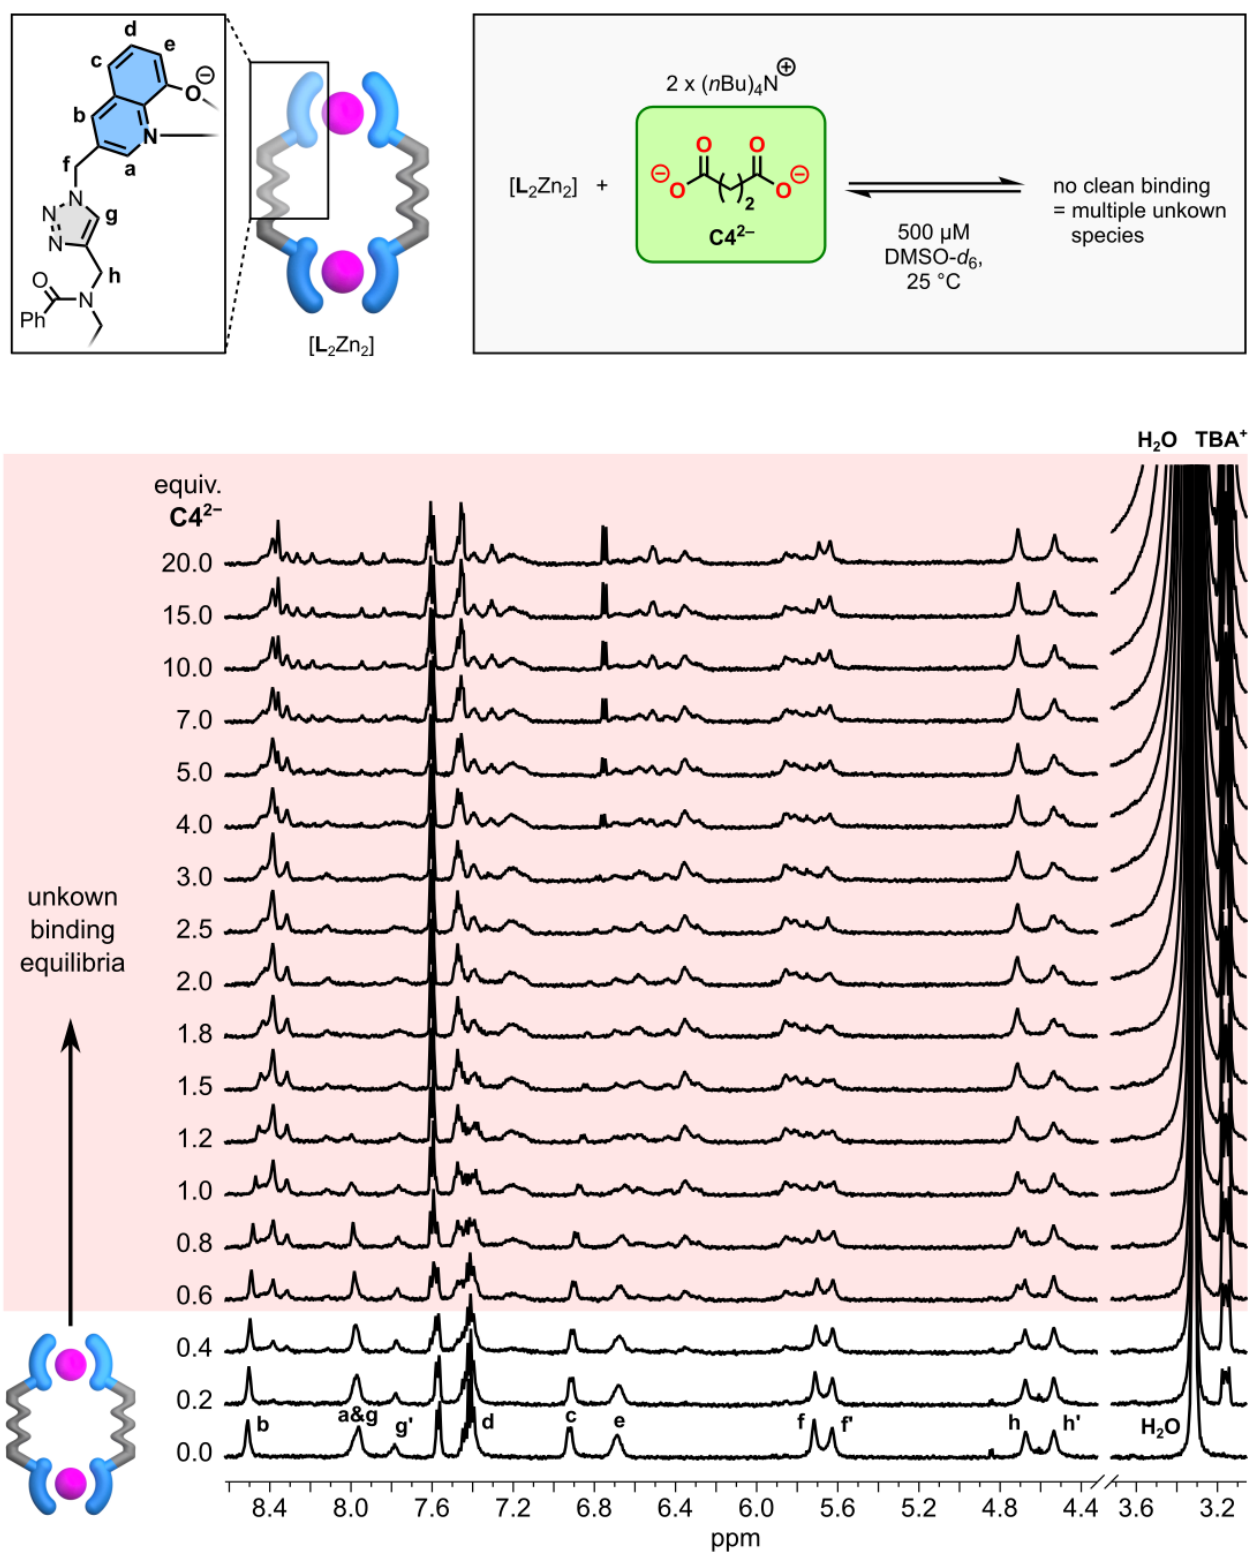 d
c
e
⊖
O
b
N
f
a
N
N
g
N
h
O
N
Ph
[L₂Zn₂]
2 x (nBu)₄N⊕
O O
⊖ ⊖
O O
2
C4²⁻
[L₂Zn₂] +
500 µM
DMSO-d₆,
25 °C
no clean binding
= multiple unkown
species
H₂O TBA⁺
equiv.
C4²⁻
20.0
15.0
10.0
7.0
5.0
4.0
3.0
2.5
2.0
1.8
1.5
1.2
1.0
0.8
0.6
0.4
0.2
0.0
unkown
binding
equilibria
b a&g g' d c e f f' h h' H₂O
8.4 8.0 7.6 7.2 6.8 6.4 6.0 5.6 5.2 4.8 4.4 3.6 3.2
ppm